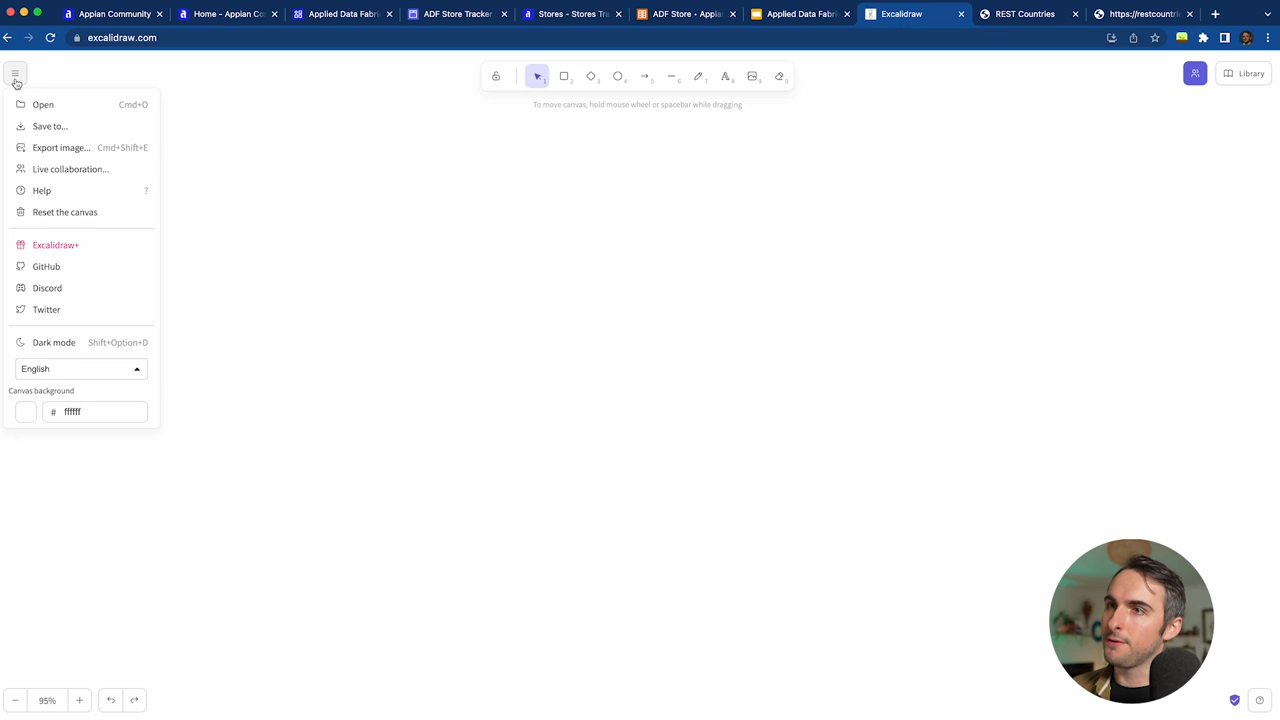 Appian Community
Home - Appian Co
Applied Data Fabri
ADF Store Tracker
Stores - Stores Tra
ADF Store • Appia
Applied Data Fabri
Excalidraw
REST Countries
https://restcountri
excalidraw.com
Library
To move canvas, hold mouse wheel or spacebar while dragging
Open Cmd+O
Save to...
Export image... Cmd+Shift+E
Live collaboration...
Help ?
Reset the canvas
Excalidraw+
GitHub
Discord
Twitter
Dark mode Shift+Option+D
English
Canvas background
# ffffff
95%